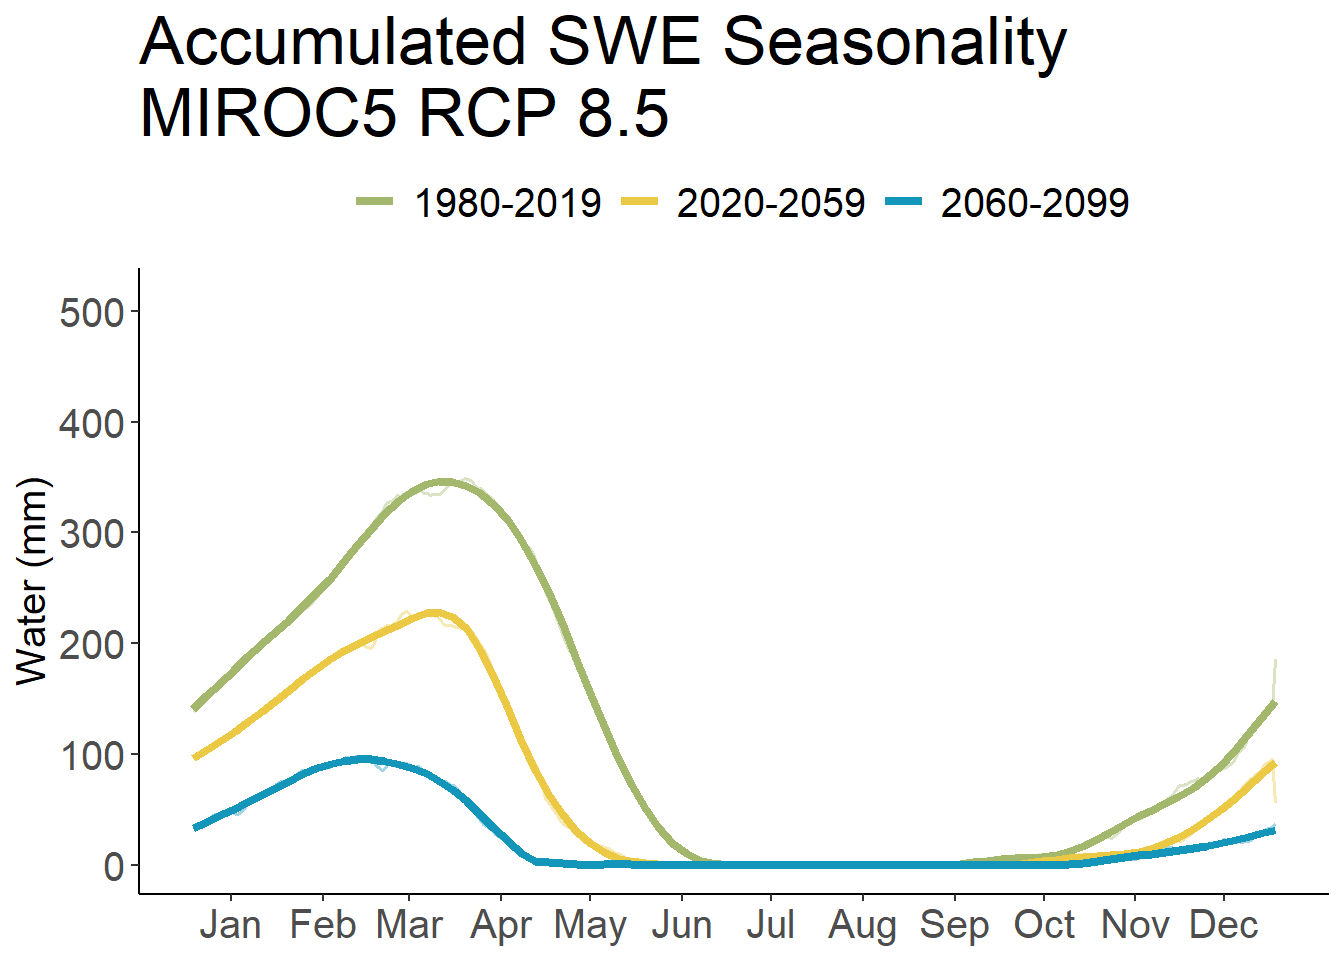 Accumulated SWE Seasonality
MIROC5 RCP 8.5
1980-2019 2020-2059 2060-2099
Water (mm)
500
400
300
200
100
0
Jan Feb Mar Apr May Jun Jul Aug Sep Oct Nov Dec